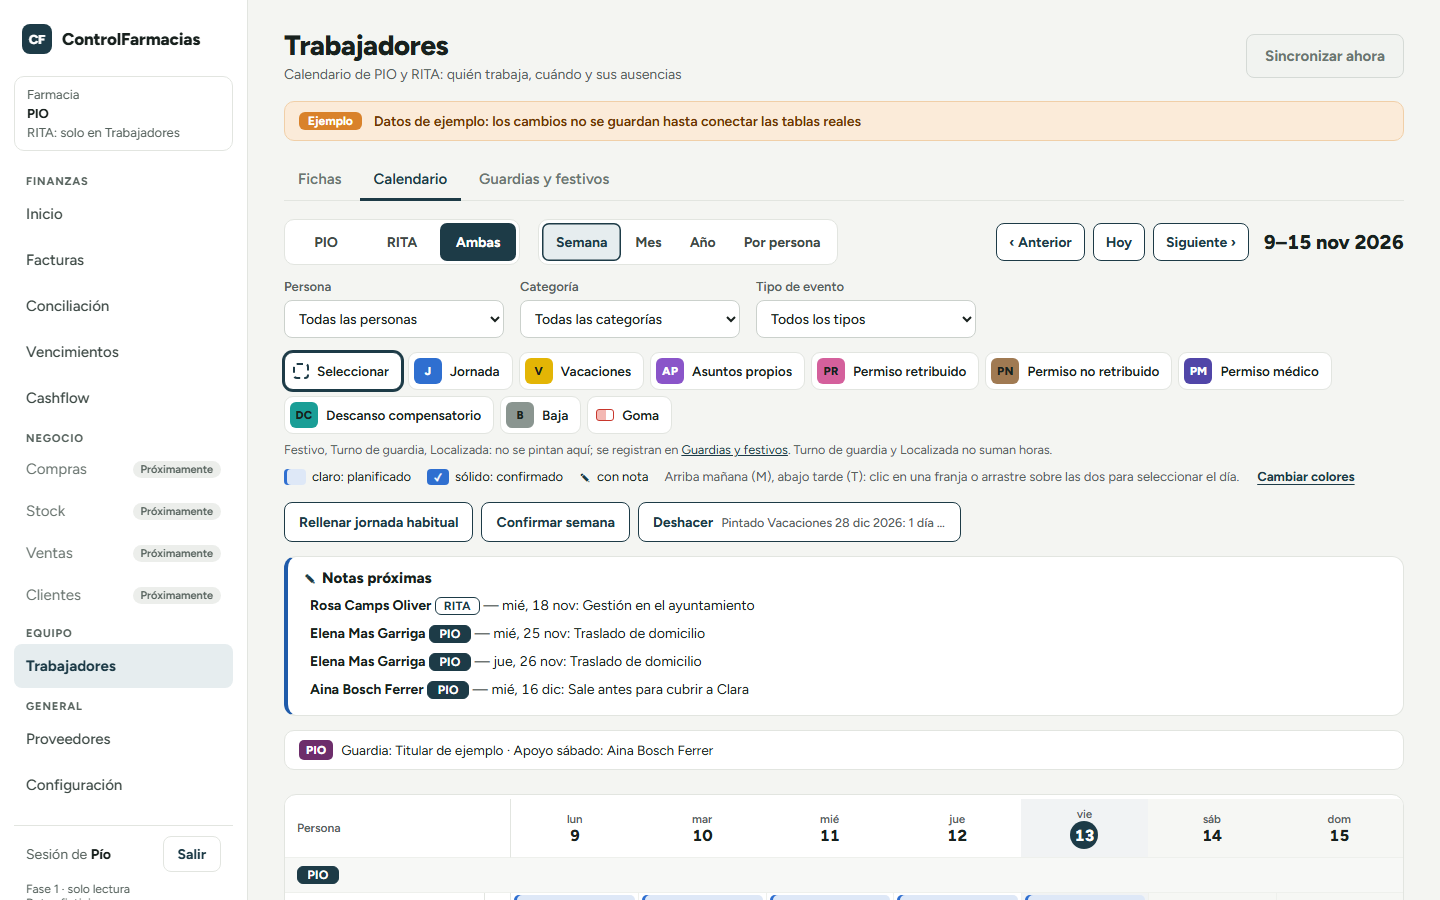 CF ControlFarmacias
Farmacia
PIO
RITA: solo en Trabajadores
FINANZAS
Inicio
Facturas
Conciliación
Vencimientos
Cashflow
NEGOCIO
Compras Próximamente
Stock Próximamente
Ventas Próximamente
Clientes Próximamente
EQUIPO
Trabajadores
GENERAL
Proveedores
Configuración
Sesión de Pío Salir
Fase 1 · solo lectura
Trabajadores
Calendario de PIO y RITA: quién trabaja, cuándo y sus ausencias
Sincronizar ahora
Ejemplo Datos de ejemplo: los cambios no se guardan hasta conectar las tablas reales
Fichas Calendario Guardias y festivos
PIO RITA Ambas Semana Mes Año Por persona ‹ Anterior Hoy Siguiente › 9–15 nov 2026
Persona Categoría Tipo de evento
Todas las personas Todas las categorías Todos los tipos
Seleccionar J Jornada V Vacaciones AP Asuntos propios PR Permiso retribuido PN Permiso no retribuido PM Permiso médico
DC Descanso compensatorio B Baja Goma
Festivo, Turno de guardia, Localizada: no se pintan aquí; se registran en Guardias y festivos. Turno de guardia y Localizada no suman horas.
claro: planificado ✓ sólido: confirmado con nota Arriba mañana (M), abajo tarde (T): clic en una franja o arrastre sobre las dos para seleccionar el día. Cambiar colores
Rellenar jornada habitual Confirmar semana Deshacer Pintado Vacaciones 28 dic 2026: 1 día ...
Notas próximas
Rosa Camps Oliver RITA — mié, 18 nov: Gestión en el ayuntamiento
Elena Mas Garriga PIO — mié, 25 nov: Traslado de domicilio
Elena Mas Garriga PIO — jue, 26 nov: Traslado de domicilio
Aina Bosch Ferrer PIO — mié, 16 dic: Sale antes para cubrir a Clara
PIO Guardia: Titular de ejemplo · Apoyo sábado: Aina Bosch Ferrer
Persona lun 9 mar 10 mié 11 jue 12 vie 13 sáb 14 dom 15
PIO